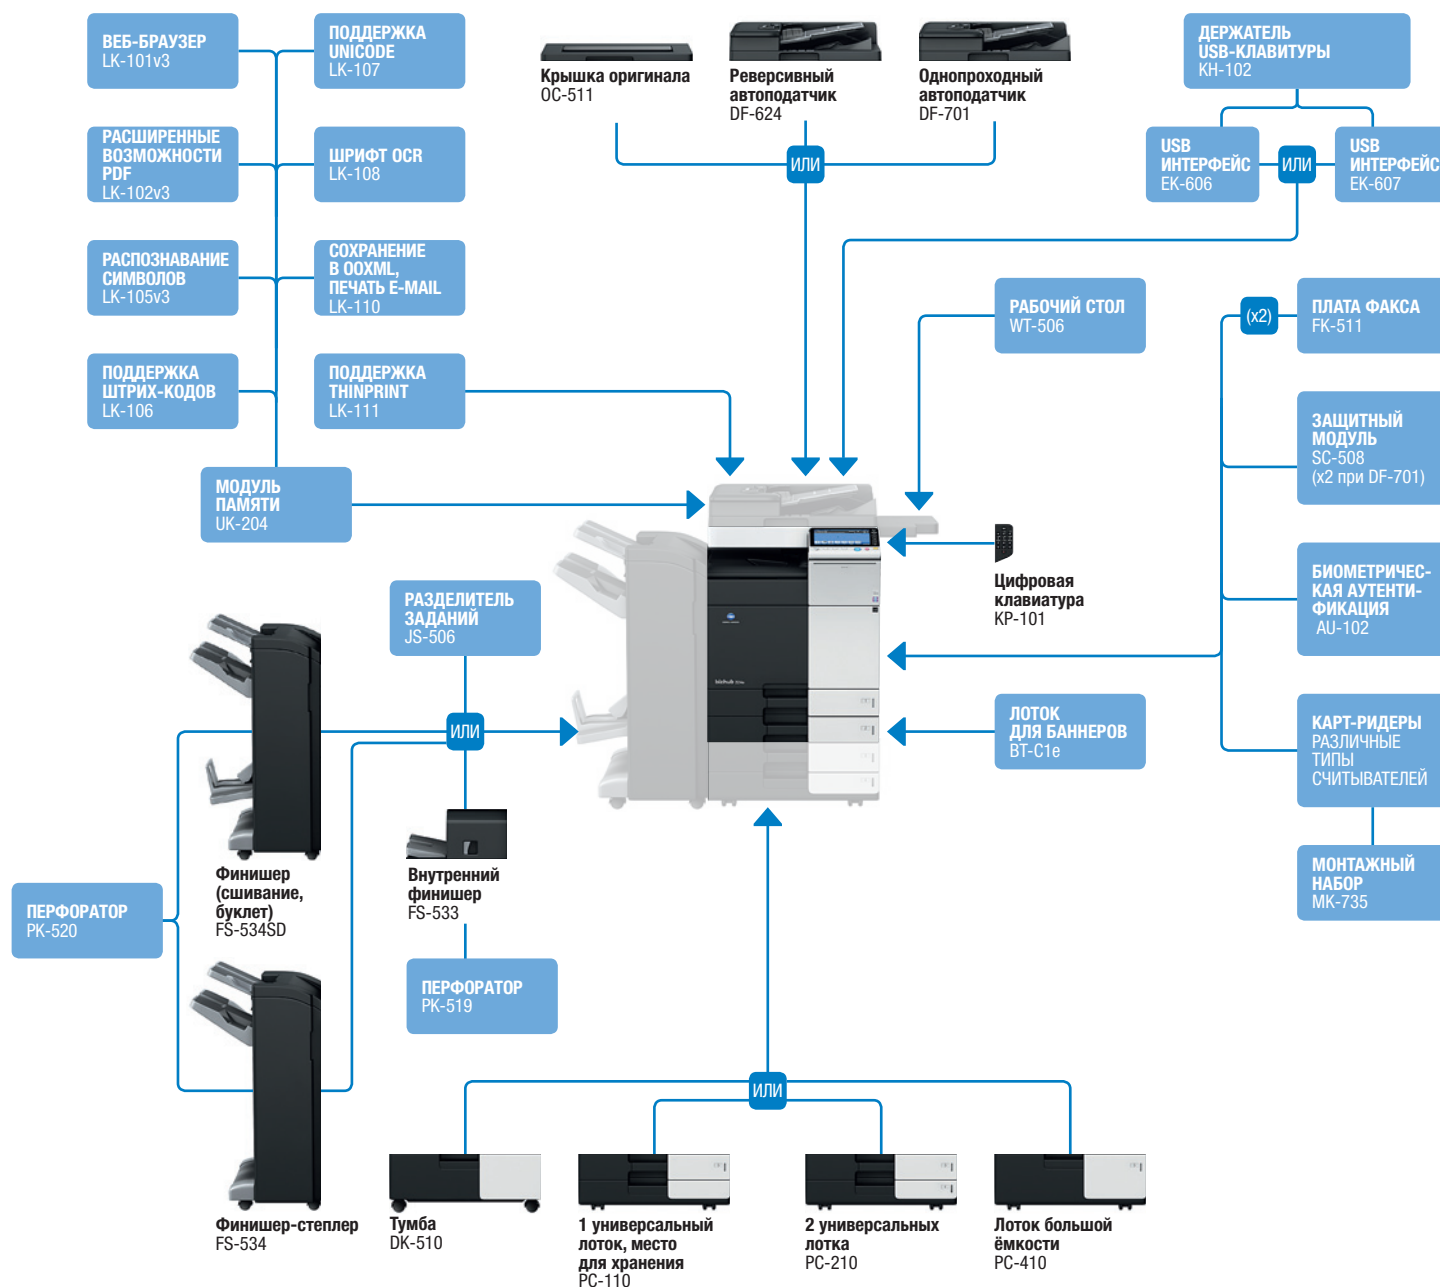 ВЕБ-БРАУЗЕР
LK-101v3
ПОДДЕРЖКА
UNICODE
LK-107
РАСШИРЕННЫЕ
ВОЗМОЖНОСТИ
PDF
LK-102v3
ШРИФТ OCR
LK-108
РАСПОЗНАВАНИЕ
СИМВОЛОВ
LK-105v3
СОХРАНЕНИЕ
В OOXML,
ПЕЧАТЬ E-MAIL
LK-110
ПОДДЕРЖКА
ШТРИХ-КОДОВ
LK-106
ПОДДЕРЖКА
THINPRINT
LK-111
МОДУЛЬ
ПАМЯТИ
UK-204
Крышка оригинала
OC-511
Реверсивный
автоподатчик
DF-624
Однопроходный
автоподатчик
DF-701
ИЛИ
ДЕРЖАТЕЛЬ
USB-КЛАВИТУРЫ
KH-102
USB
ИНТЕРФЕЙС
EK-606
ИЛИ
USB
ИНТЕРФЕЙС
EK-607
РАБОЧИЙ СТОЛ
WT-506
(x2)
ПЛАТА ФАКСА
FK-511
ЗАЩИТНЫЙ
МОДУЛЬ
SC-508
(x2 при DF-701)
БИОМЕТРИЧЕС-
КАЯ АУТЕНТИ-
ФИКАЦИЯ
AU-102
КАРТ-РИДЕРЫ
РАЗЛИЧНЫЕ
ТИПЫ
СЧИТЫВАТЕЛЕЙ
МОНТАЖНЫЙ
НАБОР
MK-735
Цифровая
клавиатура
KP-101
ЛОТОК
ДЛЯ БАННЕРОВ
BT-C1e
РАЗДЕЛИТЕЛЬ
ЗАДАНИЙ
JS-506
ИЛИ
Внутренний
финишер
FS-533
ПЕРФОРАТОР
PK-519
Финишер
(сшивание,
буклет)
FS-534SD
ПЕРФОРАТОР
PK-520
Финишер-степлер
FS-534
ИЛИ
Тумба
DK-510
1 универсальный
лоток, место
для хранения
PC-110
2 универсальных
лотка
PC-210
Лоток большой
ёмкости
PC-410